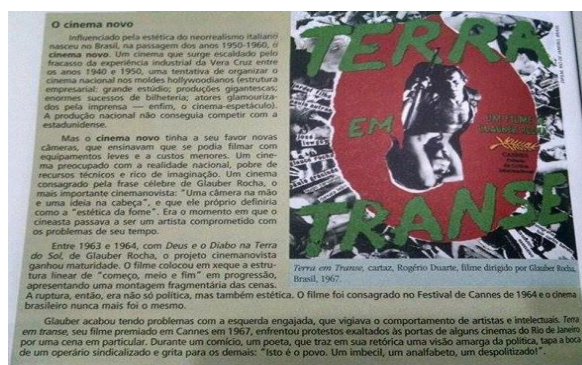 O cinema novo
Influenciado pela estética do neorrealismo italiano
nasceu no Brasil, na passagem dos anos 1950-1960, o
cinema novo. Um cinema que surge escaldado pelo
fracasso da experiência industrial da Vera Cruz entre
os anos 1940 e 1950, uma tentativa de organizar o
cinema nacional nos moldes hollywoodianos (estrutura
empresarial: grande estúdio; produções gigantescas;
enormes sucessos de bilheteria; atores glamouriza-
dos pela imprensa — enfim, o cinema-espetáculo).
A produção nacional não conseguia competir com a
estadunidense.
Mas o cinema novo tinha a seu favor novas
câmeras, que ensinavam que se podia filmar com
equipamentos leves e a custos menores. Um cine-
ma preocupado com a realidade nacional, pobre de
recursos técnicos e rico de imaginação. Um cinema
consagrado pela frase célebre de Glauber Rocha, o
mais importante cinemanovista: "Uma câmera na mão
e uma ideia na cabeça", e que ele próprio definiria
como a "estética da fome". Era o momento em que o
cineasta passava a ser um artista comprometido com
os problemas de seu tempo.
Entre 1963 e 1964, com Deus e o Diabo na Terra
do Sol, de Glauber Rocha, o projeto cinemanovista
ganhou maturidade. O filme colocou em xeque a estru-
tura linear de "começo, meio e fim" em progressão,
apresentando uma montagem fragmentária das cenas.
A ruptura, então, era não só política, mas também estética. O filme foi consagrado no Festival de Cannes de 1964 e o cinema
brasileiro nunca mais foi o mesmo.
Glauber acabou tendo problemas com a esquerda engajada, que vigiava o comportamento de artistas e intelectuais. Terra
em transe, seu filme premiado em Cannes em 1967, enfrentou protestos exaltados às portas de alguns cinemas do Rio de Janeiro
por uma cena em particular. Durante um comício, um poeta, que traz em sua retórica uma visão amarga da política, tapa a boca
de um operário sindicalizado e grita para os demais: "Isto é o povo. Um imbecil, um analfabeto, um despolitizado!".
TERRA
EM
UM FILME DE
GLAUBER ROCHA
CANNES
TRANSE
Terra em Transe, cartaz, Rogério Duarte, filme dirigido por Glauber Rocha,
Brasil, 1967.